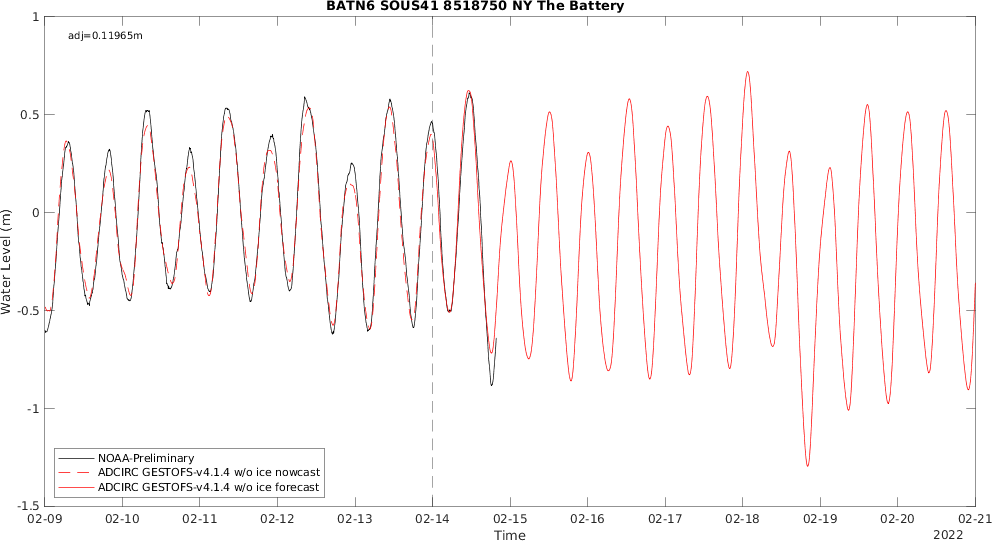 BATN6 SOUS41 8518750 NY The Battery
adj=0.11965m
1
0.5
0
-0.5
-1
-1.5
Water Level (m)
NOAA-Preliminary
ADCIRC GESTOFS-v4.1.4 w/o ice nowcast
ADCIRC GESTOFS-v4.1.4 w/o ice forecast
02-09 02-10 02-11 02-12 02-13 02-14 02-15 02-16 02-17 02-18 02-19 02-20 02-21
Time
2022